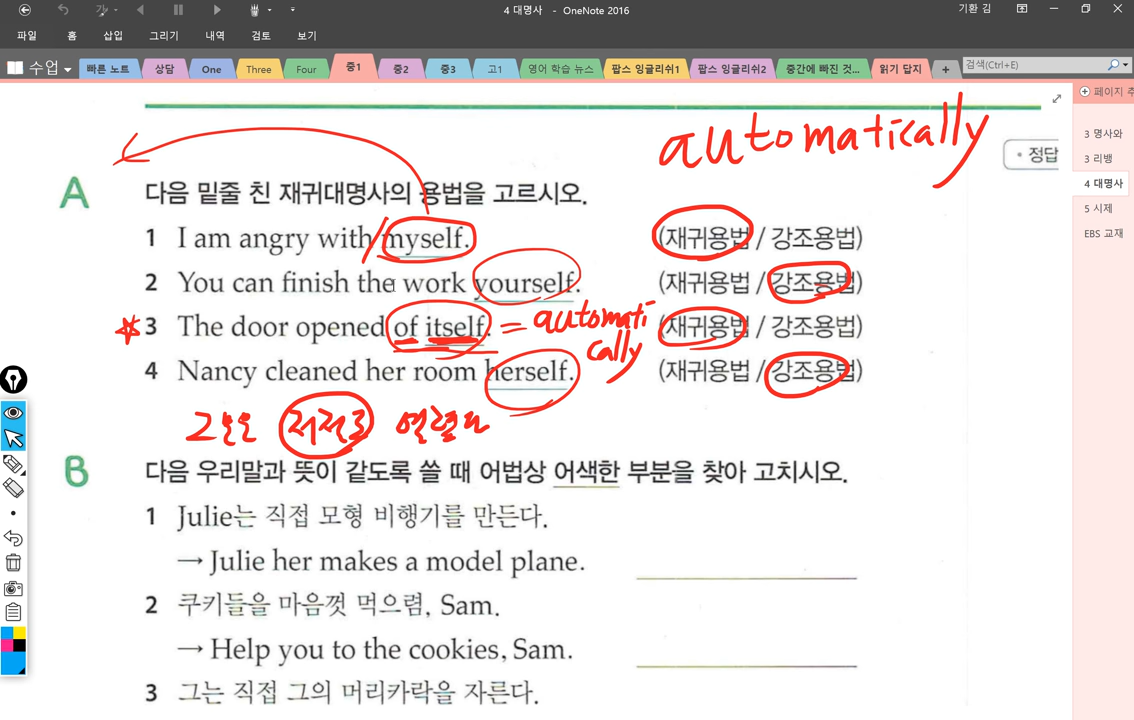 4 대명사 - OneNote 2016
기환 김
파일 홈 삽입 그리기 내역 검토 보기
수업 빠른 노트 상담 One Three Four 중1 중2 중3 고1 영어 학습 뉴스 팝스 잉글리쉬1 팝스 잉글리쉬2 중간에 빠진 것... 읽기 답지 + 검색(Ctrl+E)
페이지 추
3 명사와
3 리뱅
4 대명사
5 시제
EBS 교재
automatically
정답
A 다음 밑줄 친 재귀대명사의 용법을 고르시오.
1 I am angry with myself. (재귀용법 / 강조용법)
2 You can finish the work yourself. (재귀용법 / 강조용법)
3 The door opened of itself. = automati (재귀용법 / 강조용법)
cally
4 Nancy cleaned her room herself. (재귀용법 / 강조용법)
그 문은 저절로 열렸다
B 다음 우리말과 뜻이 같도록 쓸 때 어법상 어색한 부분을 찾아 고치시오.
1 Julie는 직접 모형 비행기를 만든다.
→ Julie her makes a model plane.
2 쿠키들을 마음껏 먹으렴, Sam.
→ Help you to the cookies, Sam.
3 그는 직접 그의 머리카락을 자른다.